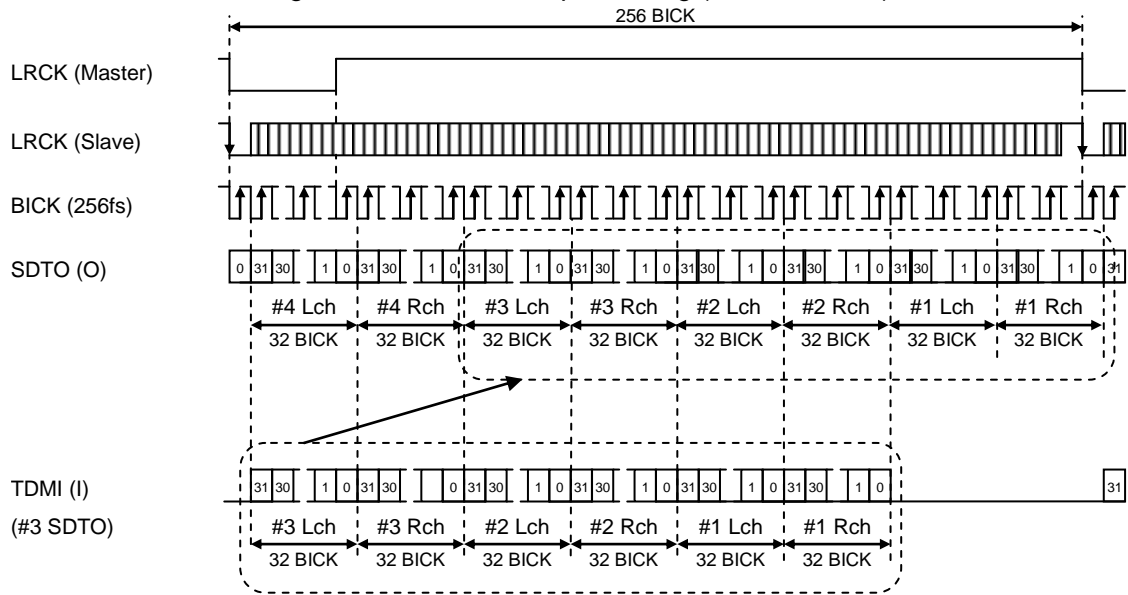 256 BICK
LRCK (Master)
LRCK (Slave)
BICK (256fs)
SDTO (O) 0 31 30 1 0 31 30 1 0 31 30 1 0 31 30 1 0 31 30 1 0 31 30 1 0 31 30 1 0 31 30 1 0 31
#4 Lch #4 Rch #3 Lch #3 Rch #2 Lch #2 Rch #1 Lch #1 Rch
32 BICK 32 BICK 32 BICK 32 BICK 32 BICK 32 BICK 32 BICK 32 BICK
TDMI (I) 31 30 1 0 31 30 0 31 30 1 0 31 30 1 0 31 30 1 0 31 30 1 0 31
(#3 SDTO) #3 Lch #3 Rch #2 Lch #2 Rch #1 Lch #1 Rch
32 BICK 32 BICK 32 BICK 32 BICK 32 BICK 32 BICK